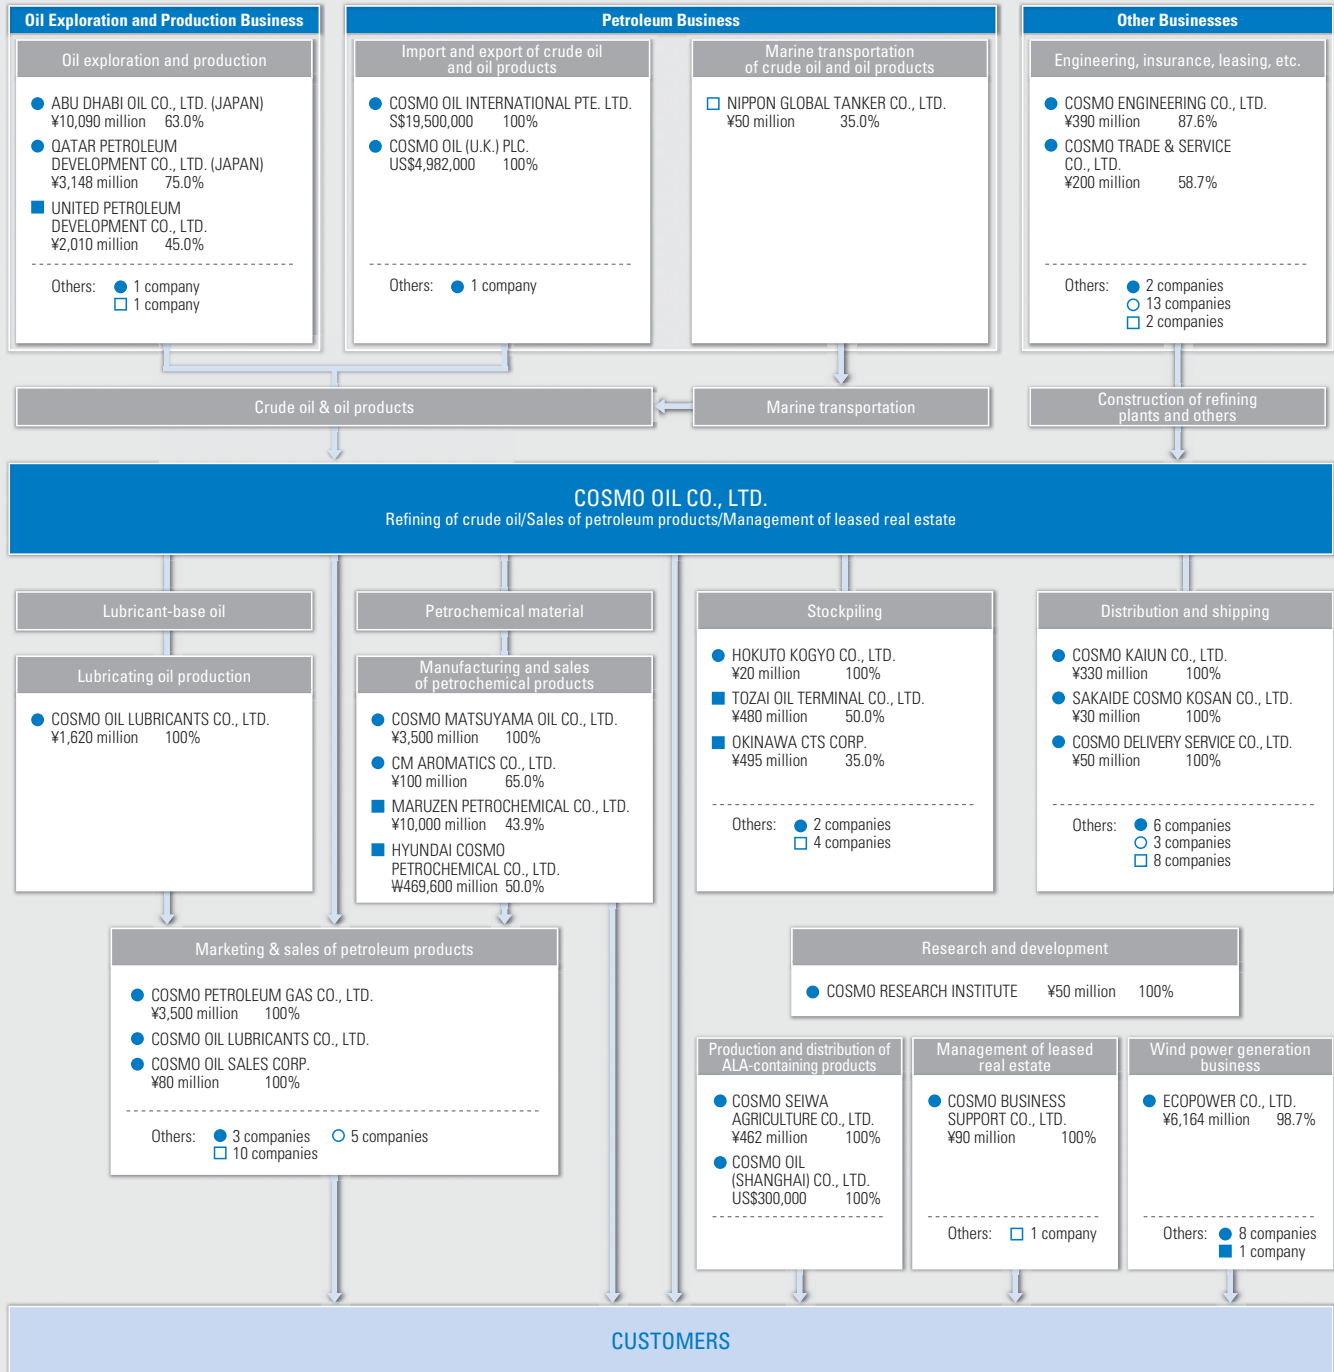 Oil Exploration and Production Business
Oil exploration and production
ABU DHABI OIL CO., LTD. (JAPAN)
¥10,090 million 63.0%
QATAR PETROLEUM
DEVELOPMENT CO., LTD. (JAPAN)
¥3,148 million 75.0%
UNITED PETROLEUM
DEVELOPMENT CO., LTD.
¥2,010 million 45.0%
Others: 1 company
1 company
Petroleum Business
Import and export of crude oil
and oil products
COSMO OIL INTERNATIONAL PTE. LTD.
S$19,500,000 100%
COSMO OIL (U.K.) PLC.
US$4,982,000 100%
Others: 1 company
Marine transportation
of crude oil and oil products
NIPPON GLOBAL TANKER CO., LTD.
¥50 million 35.0%
Other Businesses
Engineering, insurance, leasing, etc.
COSMO ENGINEERING CO., LTD.
¥390 million 87.6%
COSMO TRADE & SERVICE
CO., LTD.
¥200 million 58.7%
Others: 2 companies
13 companies
2 companies
Crude oil & oil products
Marine transportation
Construction of refining
plants and others
COSMO OIL CO., LTD.
Refining of crude oil/Sales of petroleum products/Management of leased real estate
Lubricant-base oil
Lubricating oil production
COSMO OIL LUBRICANTS CO., LTD.
¥1,620 million 100%
Petrochemical material
Manufacturing and sales
of petrochemical products
COSMO MATSUYAMA OIL CO., LTD.
¥3,500 million 100%
CM AROMATICS CO., LTD.
¥100 million 65.0%
MARUZEN PETROCHEMICAL CO., LTD.
¥10,000 million 43.9%
HYUNDAI COSMO
PETROCHEMICAL CO., LTD.
₩469,600 million 50.0%
Stockpiling
HOKUTO KOGYO CO., LTD.
¥20 million 100%
TOZAI OIL TERMINAL CO., LTD.
¥480 million 50.0%
OKINAWA CTS CORP.
¥495 million 35.0%
Others: 2 companies
4 companies
Distribution and shipping
COSMO KAIUN CO., LTD.
¥330 million 100%
SAKAIDE COSMO KOSAN CO., LTD.
¥30 million 100%
COSMO DELIVERY SERVICE CO., LTD.
¥50 million 100%
Others: 6 companies
3 companies
8 companies
Marketing & sales of petroleum products
COSMO PETROLEUM GAS CO., LTD.
¥3,500 million 100%
COSMO OIL LUBRICANTS CO., LTD.
COSMO OIL SALES CORP.
¥80 million 100%
Others: 3 companies 5 companies
10 companies
Research and development
COSMO RESEARCH INSTITUTE ¥50 million 100%
Production and distribution of
ALA-containing products
COSMO SEIWA
AGRICULTURE CO., LTD.
¥462 million 100%
COSMO OIL
(SHANGHAI) CO., LTD.
US$300,000 100%
Management of leased
real estate
COSMO BUSINESS
SUPPORT CO., LTD.
¥90 million 100%
Others: 1 company
Wind power generation
business
ECOPOWER CO., LTD.
¥6,164 million 98.7%
Others: 8 companies
1 company
CUSTOMERS